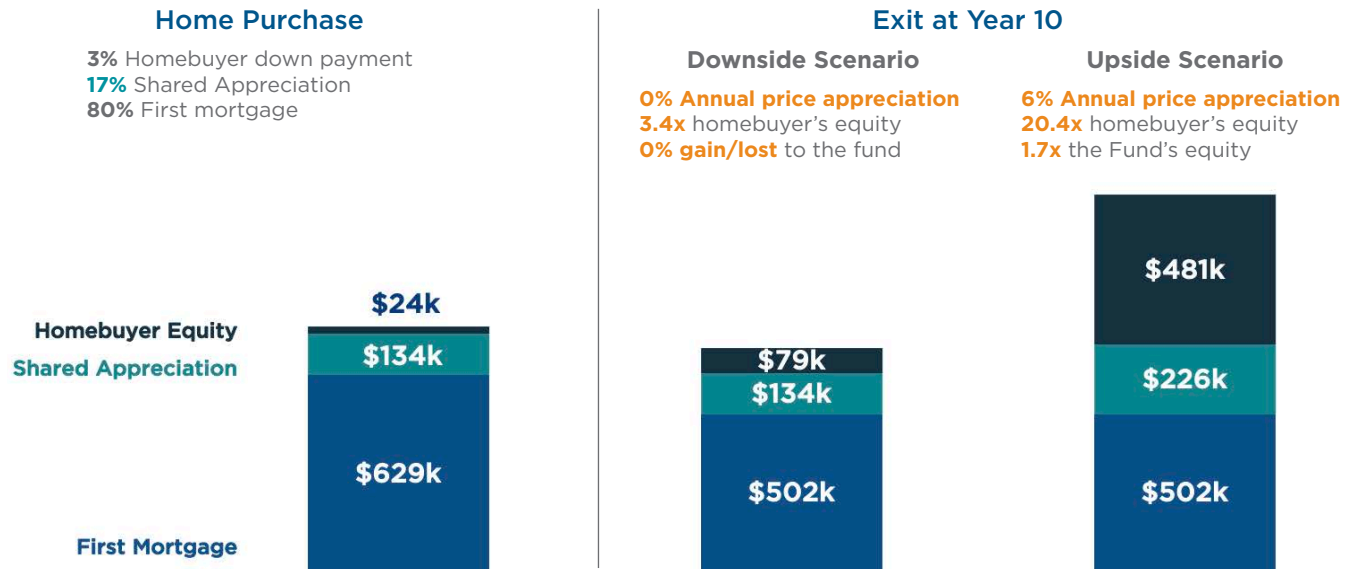 Home Purchase
3% Homebuyer down payment
17% Shared Appreciation
80% First mortgage
Homebuyer Equity
Shared Appreciation
First Mortgage
$24k
$134k
$629k
Exit at Year 10
Downside Scenario
0% Annual price appreciation
3.4x homebuyer's equity
0% gain/lost to the fund
$79k
$134k
$502k
Upside Scenario
6% Annual price appreciation
20.4x homebuyer's equity
1.7x the Fund's equity
$481k
$226k
$502k